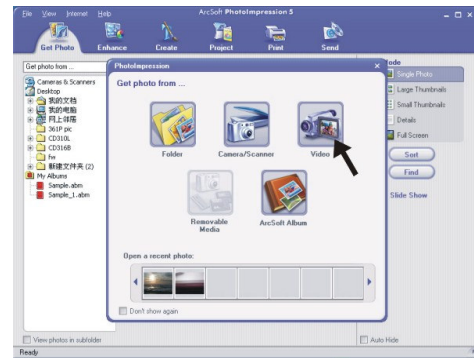 File View Internet Help
ArcSoft PhotoImpression 5
Get Photo Enhance Create Project Print Send
Get photo from ...
Cameras & Scanners
Desktop
我的文档
我的电脑
网上邻居
361P pic
CD010L
CD316B
fw
新建文件夹 (2)
My Albums
Sample.abm
Sample_1.abm
View photos in subfolder
Ready
PhotoImpression
Get photo from ...
Folder Camera/Scanner Video
Removable Media
ArcSoft Album
Open a recent photo:
Don't show again
ode
Single Photo
Large Thumbnails
Small Thumbnails
Details
Full Screen
Sort
Find
Slide Show
Auto Hide